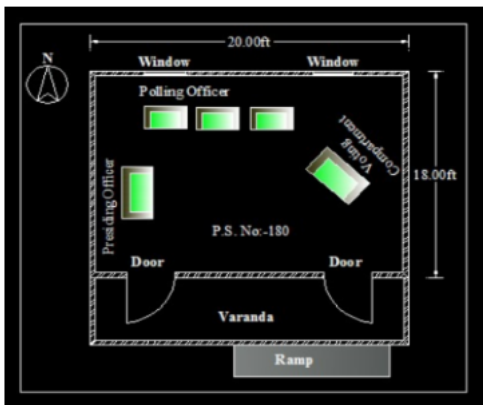 20.00ft
N
Window
Window
Polling Officer
Voting
Compartment
18.00ft
Presiding Officer
P.S. No:-180
Door
Door
Varanda
Ramp